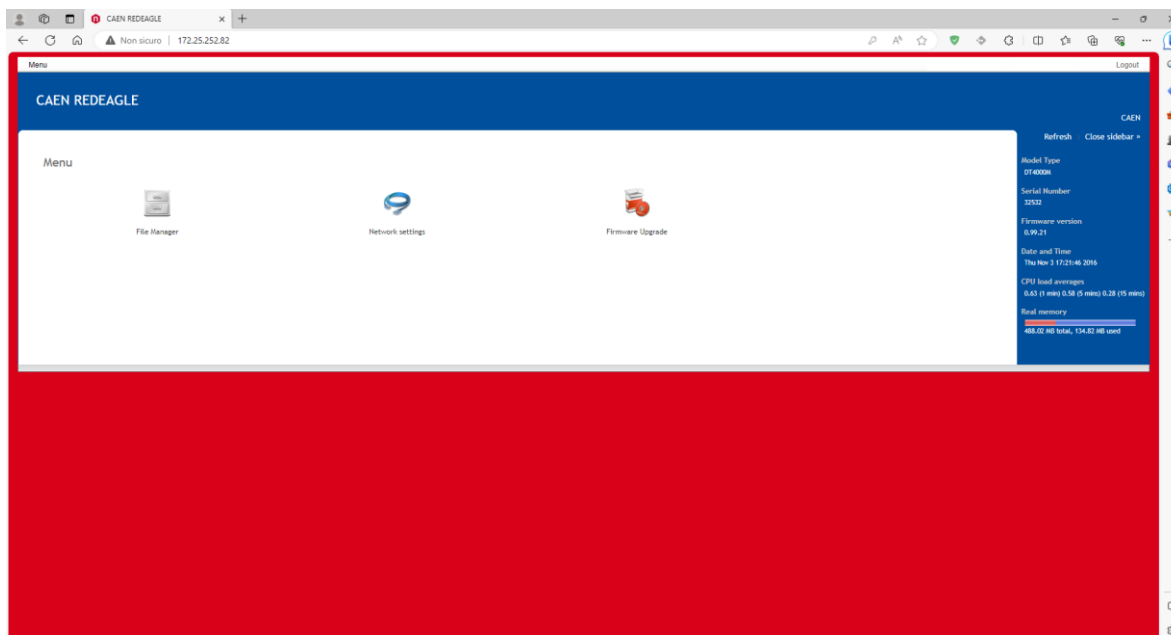 CAEN REDEAGLE
Non sicuro 172.25.252.82
Menu
Logout
CAEN REDEAGLE
CAEN
Refresh Close sidebar »
Menu
File Manager
Network settings
Firmware Upgrade
Model Type
DT4000M
Serial Number
32532
Firmware version
0.99.21
Date and Time
Thu Nov 3 17:21:46 2016
CPU load averages
0.63 (1 min) 0.58 (5 mins) 0.28 (15 mins)
Real memory
488.02 MB total, 134.82 MB used